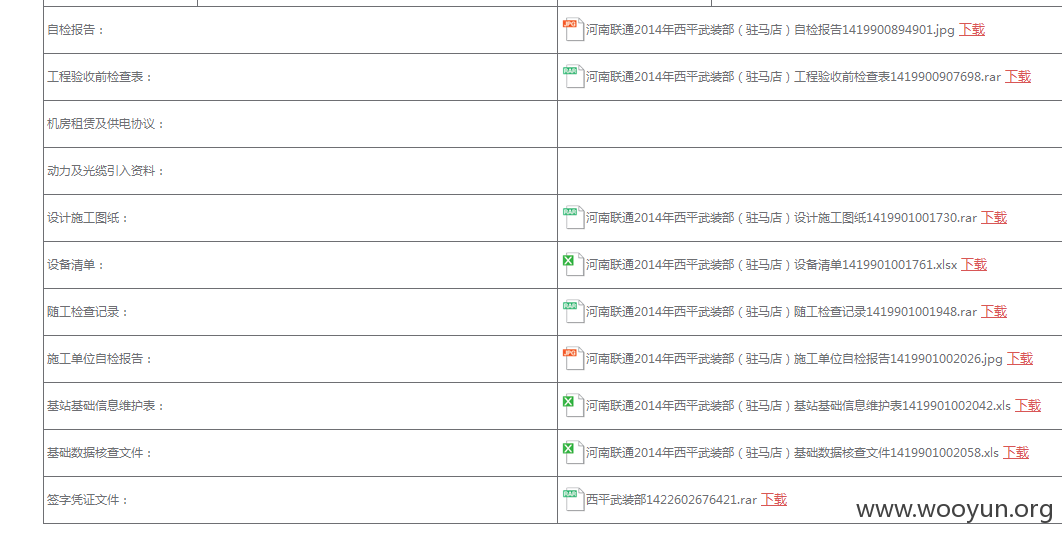 自检报告：
JPG 河南联通2014年西平武装部（驻马店）自检报告1419900894901.jpg 下载
工程验收前检查表：
RAR 河南联通2014年西平武装部（驻马店）工程验收前检查表1419900907698.rar 下载
机房租赁及供电协议：
动力及光缆引入资料：
设计施工图纸：
RAR 河南联通2014年西平武装部（驻马店）设计施工图纸1419901001730.rar 下载
设备清单：
X 河南联通2014年西平武装部（驻马店）设备清单1419901001761.xlsx 下载
随工检查记录：
RAR 河南联通2014年西平武装部（驻马店）随工检查记录1419901001948.rar 下载
施工单位自检报告：
JPG 河南联通2014年西平武装部（驻马店）施工单位自检报告1419901002026.jpg 下载
基站基础信息维护表：
X 河南联通2014年西平武装部（驻马店）基站基础信息维护表1419901002042.xls 下载
基础数据核查文件：
X 河南联通2014年西平武装部（驻马店）基础数据核查文件1419901002058.xls 下载
签字凭证文件：
RAR 西平武装部1422602676421.rar 下载
www.wooyun.org